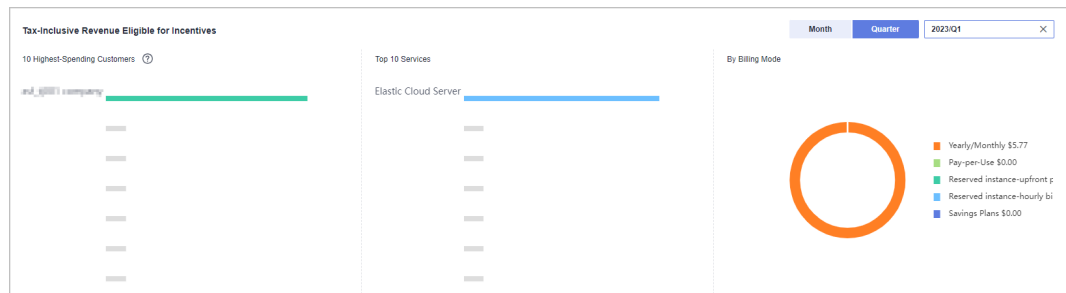 Tax-Inclusive Revenue Eligible for Incentives
Month
Quarter
2023/Q1
10 Highest-Spending Customers
Top 10 Services
By Billing Mode
company
Elastic Cloud Server
Yearly/Monthly $5.77
Pay-per-Use $0.00
Reserved instance-upfront p
Reserved instance-hourly bi
Savings Plans $0.00